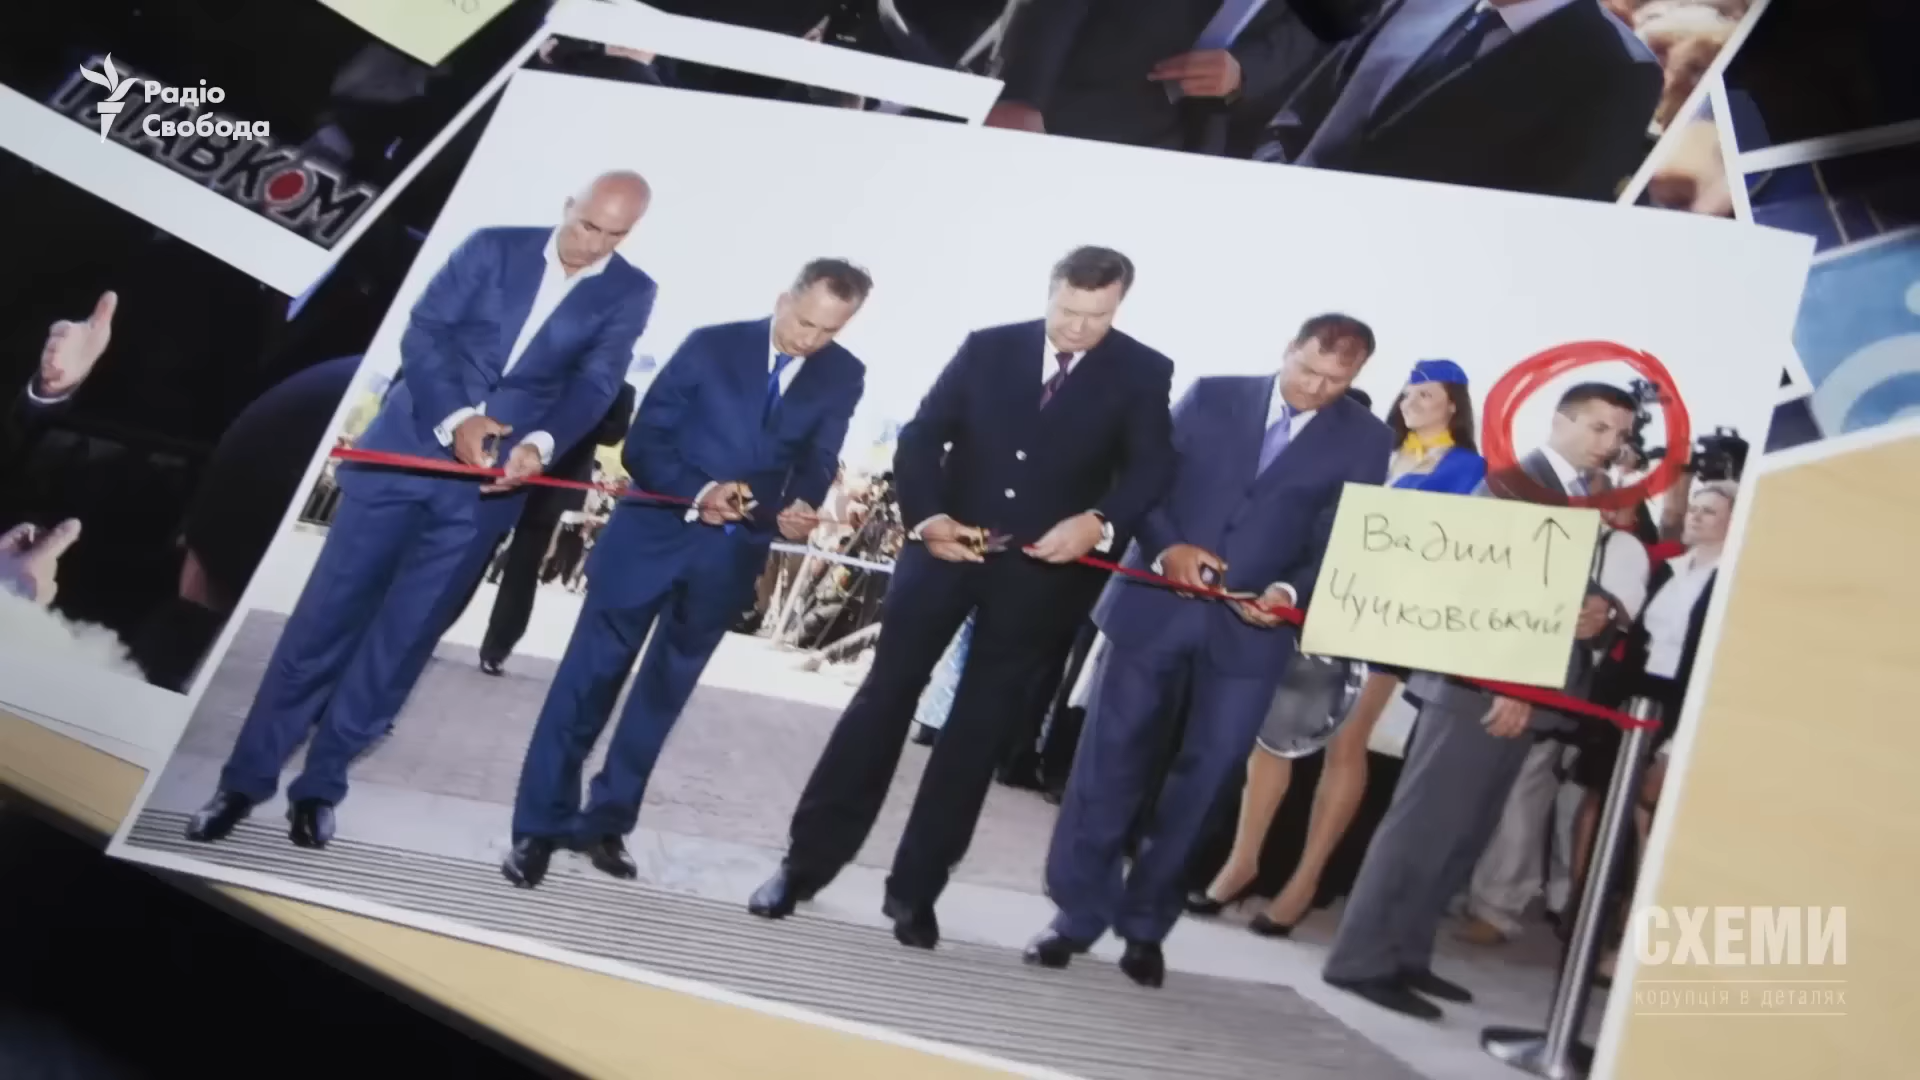 Радіо
Свобода
ГЛАВКОМ
Вадим ↑
Чучковський
СХЕМИ
корупція в деталях